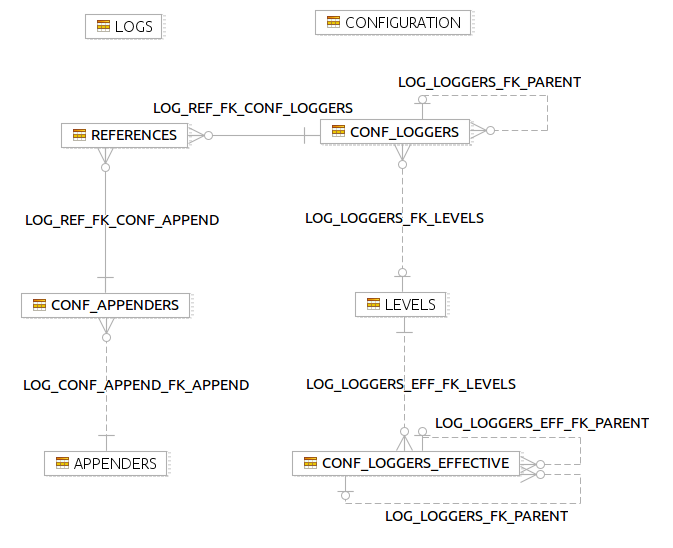 LOGS
CONFIGURATION
LOG_LOGGERS_FK_PARENT
LOG_REF_FK_CONF_LOGGERS
REFERENCES
CONF_LOGGERS
LOG_REF_FK_CONF_APPEND
LOG_LOGGERS_FK_LEVELS
CONF_APPENDERS
LEVELS
LOG_CONF_APPEND_FK_APPEND
LOG_LOGGERS_EFF_FK_LEVELS
LOG_LOGGERS_EFF_FK_PARENT
APPENDERS
CONF_LOGGERS_EFFECTIVE
LOG_LOGGERS_FK_PARENT